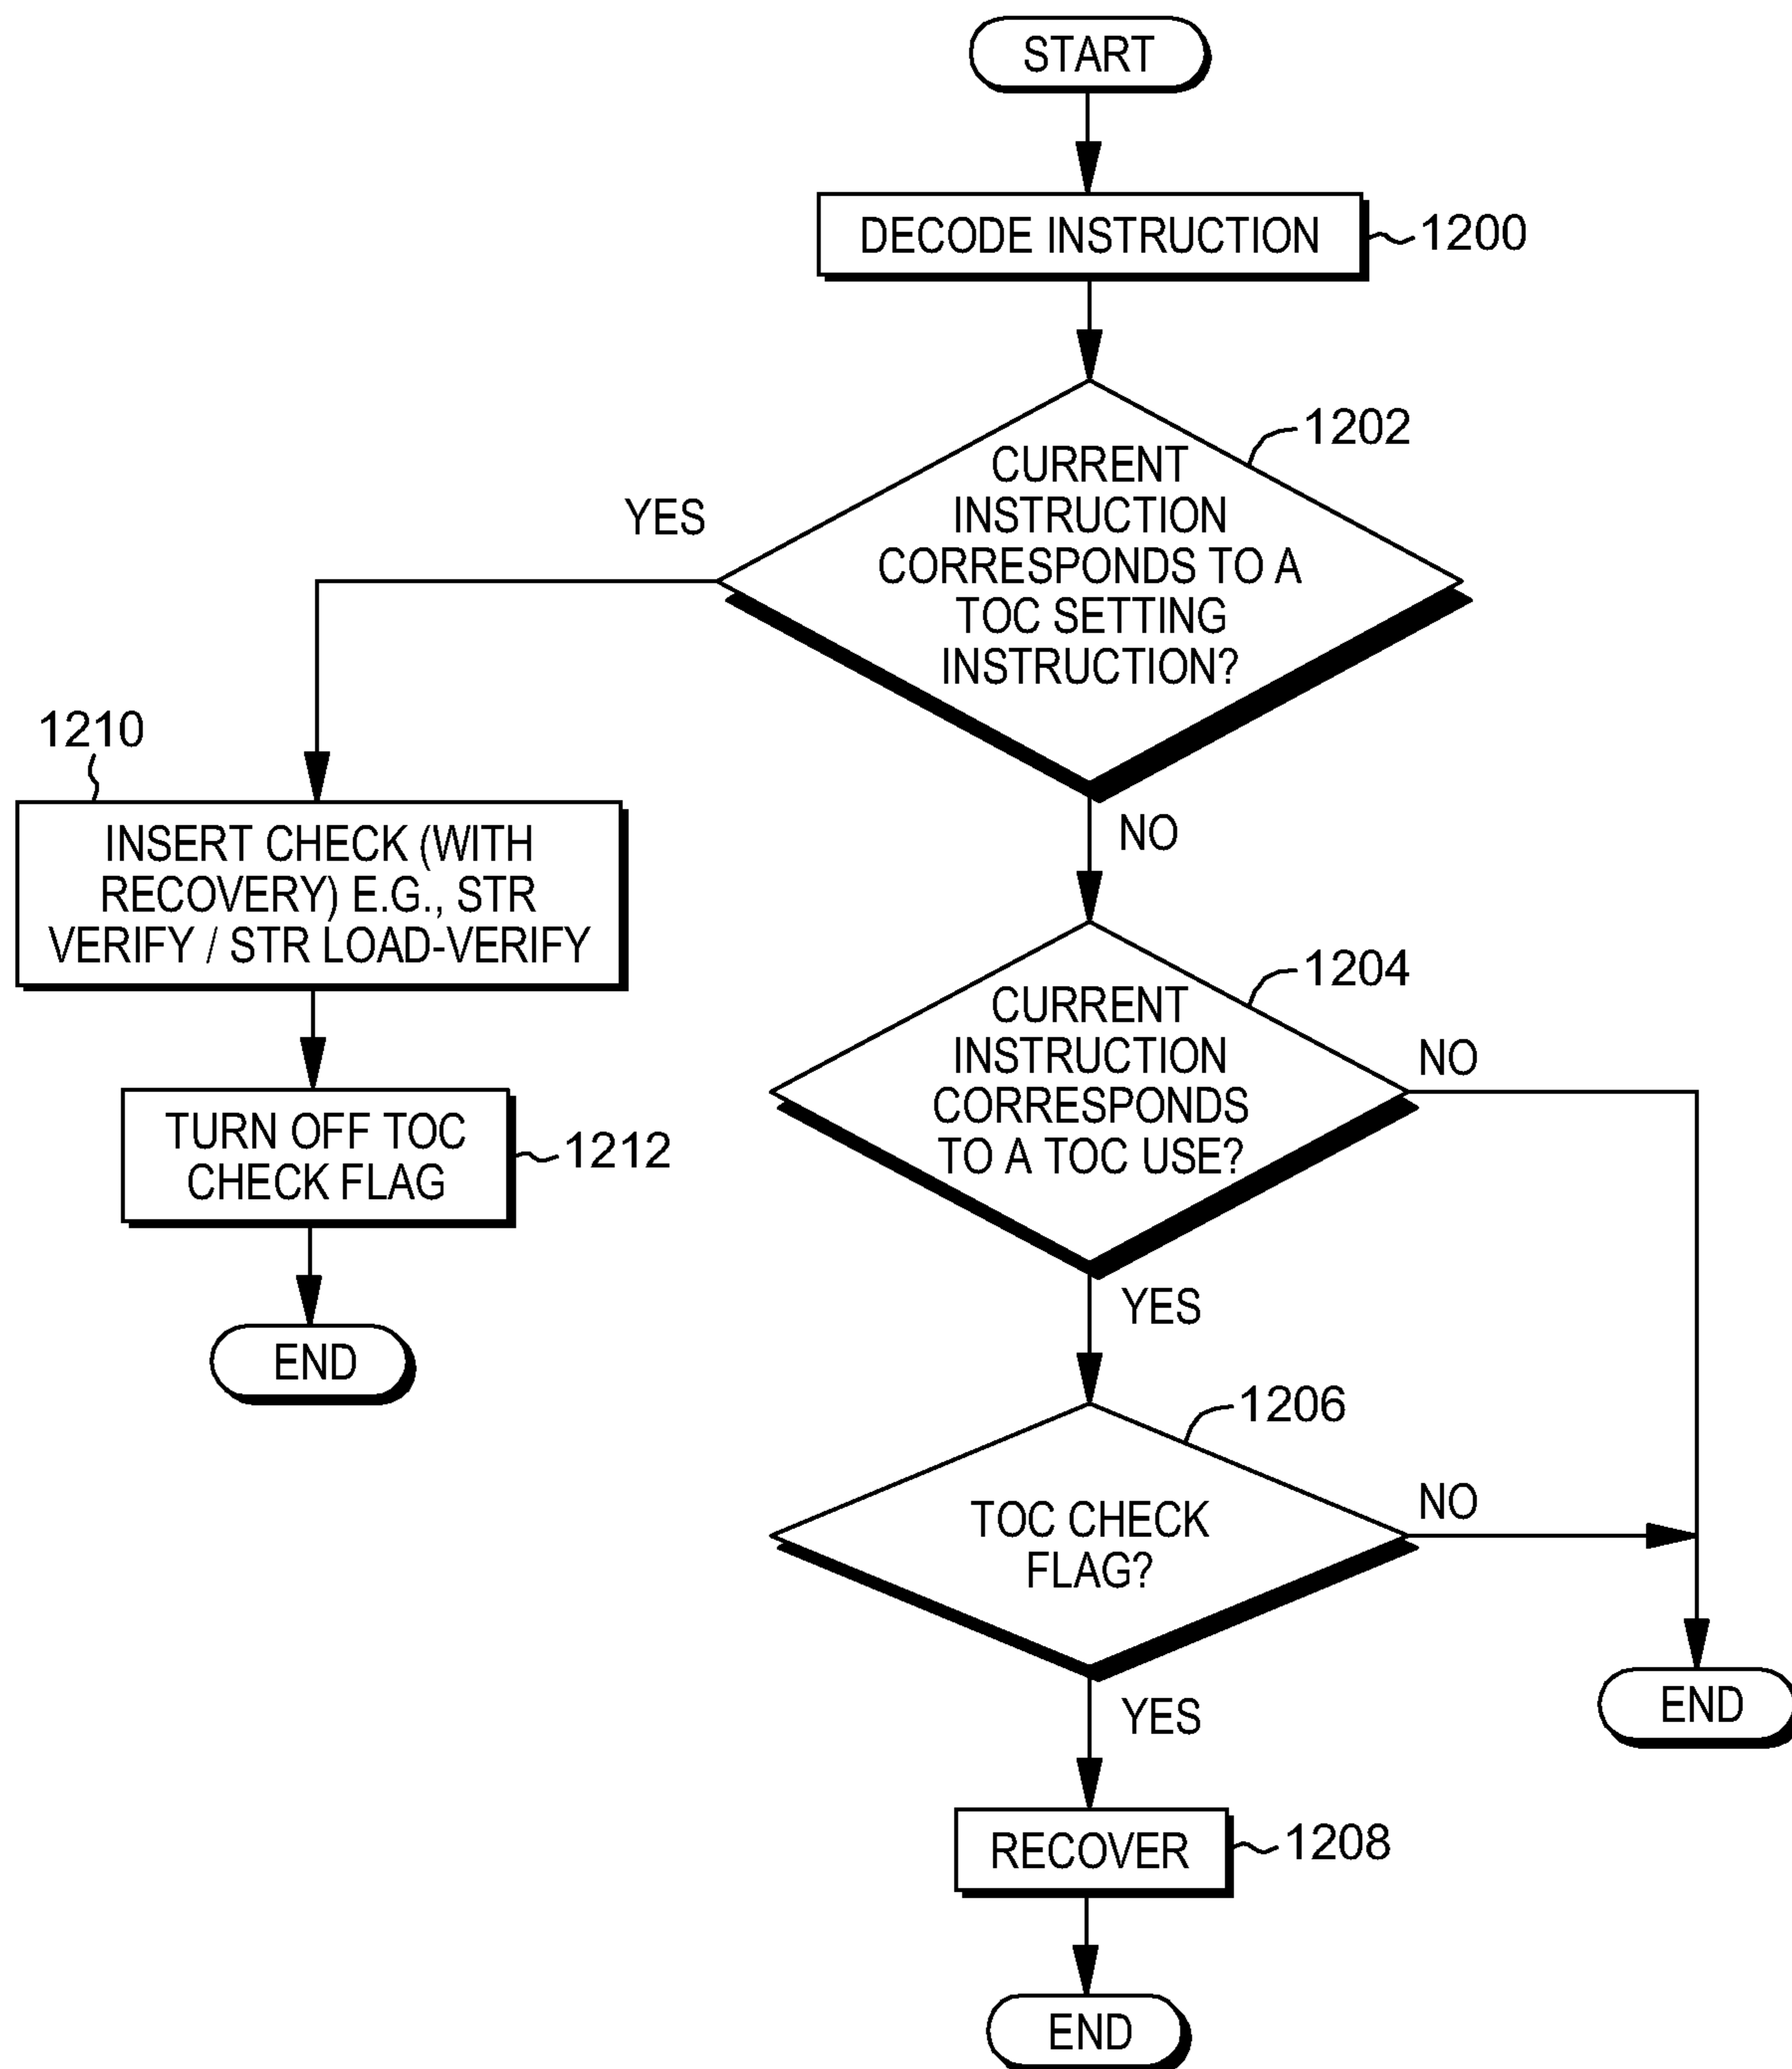 START
DECODE INSTRUCTION
1200
1202
CURRENT
INSTRUCTION
CORRESPONDS TO A
TOC SETTING
INSTRUCTION?
YES
NO
1210
INSERT CHECK (WITH
RECOVERY) E.G., STR
VERIFY / STR LOAD-VERIFY
TURN OFF TOC
CHECK FLAG
1212
END
1204
CURRENT
INSTRUCTION
CORRESPONDS
TO A TOC USE?
NO
YES
1206
TOC CHECK
FLAG?
NO
YES
END
RECOVER
1208
END